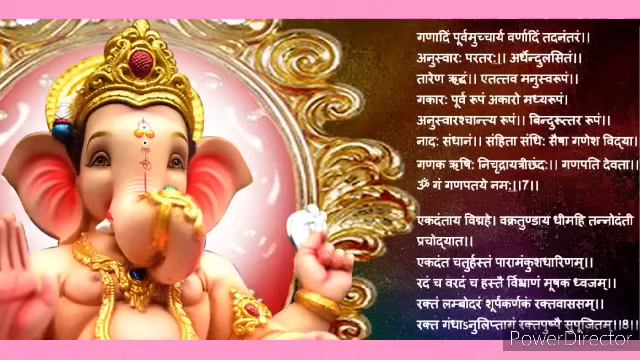 गणादिं पूर्वमुच्चार्य वर्णादिं तदनंतरं।।
अनुस्वार: परतर:।। अर्धेन्दुलसितं।।
तारेण ऋद्धं।। एतत्तव मनुस्वरूपं।।
गकार: पूर्व रूपं अकारो मध्यरूपं।
अनुस्वारश्चान्त्य रूपं।। बिन्दुरूत्तर रूपं।।
नाद: संधानं।। संहिता संधि: सैषा गणेश विद्या।
गणक ऋषि: निचृद्रायत्रीछंद:।। गणपति देवता।।
ॐ गं गणपतये नम:।।7।।
एकदंताय विद्महे। वक्रतुण्डाय धीमहि तन्नोदंती
प्रचोद्यात।।
एकदंत चतुर्हस्तं पारामंकुशधारिणम्।।
रदं च वरदं च हस्तै र्विभ्राणं मूषक ध्वजम्।।
रक्तं लम्बोदरं शूर्पकर्णकं रक्तवाससम्।।
रक्त गंधाऽनुलिप्तागं रक्तपुष्पै सुपूजितम्।।8।।
PowerDirector